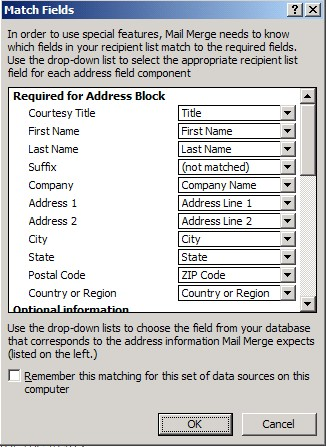 Match Fields
In order to use special features, Mail Merge needs to know
which fields in your recipient list match to the required fields.
Use the drop-down list to select the appropriate recipient list
field for each address field component
Required for Address Block
Courtesy Title Title
First Name First Name
Last Name Last Name
Suffix (not matched)
Company Company Name
Address 1 Address Line 1
Address 2 Address Line 2
City City
State State
Postal Code ZIP Code
Country or Region Country or Region
Optional information
Use the drop-down lists to choose the field from your database
that corresponds to the address information Mail Merge expects
(listed on the left.)
Remember this matching for this set of data sources on this
computer
OK Cancel